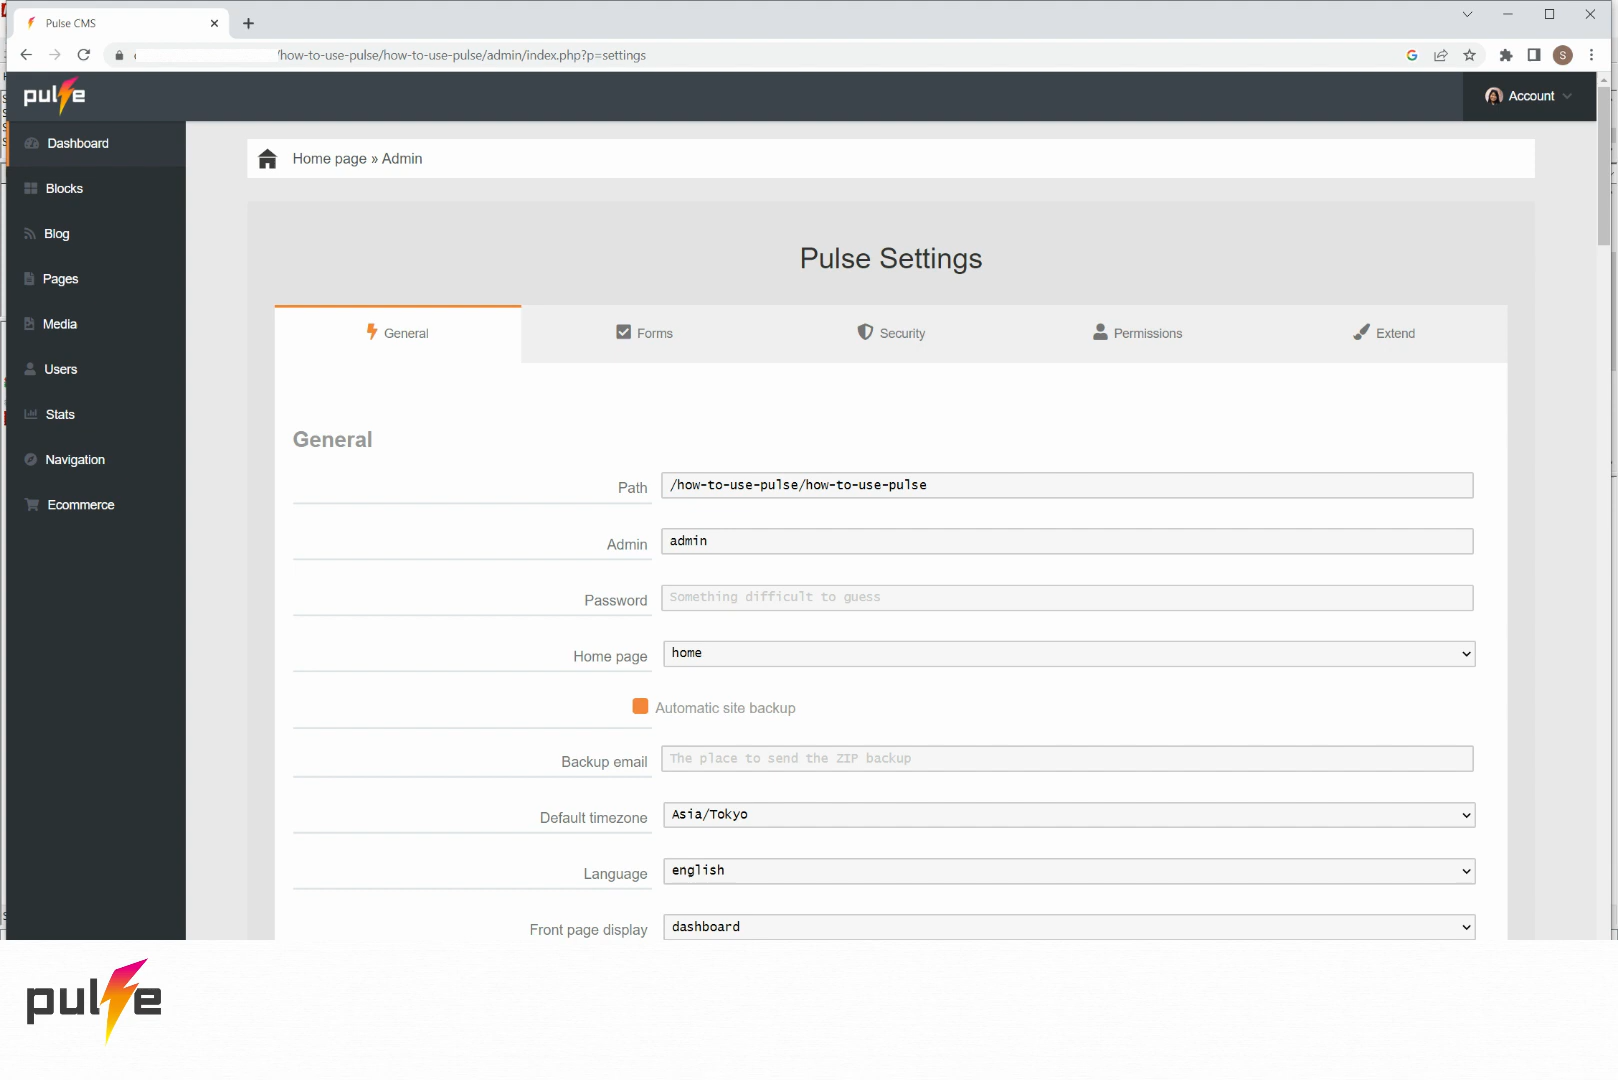 Pulse CMS
/how-to-use-pulse/how-to-use-pulse/admin/index.php?p=settings
G
S
pulse
Account
Dashboard
Blocks
Blog
Pages
Media
Users
Stats
Navigation
Ecommerce
Home page » Admin
Pulse Settings
General
Forms
Security
Permissions
Extend
General
Path
/how-to-use-pulse/how-to-use-pulse
Admin
admin
Password
Something difficult to guess
Home page
home
Automatic site backup
Backup email
The place to send the ZIP backup
Default timezone
Asia/Tokyo
Language
english
Front page display
dashboard
pulse